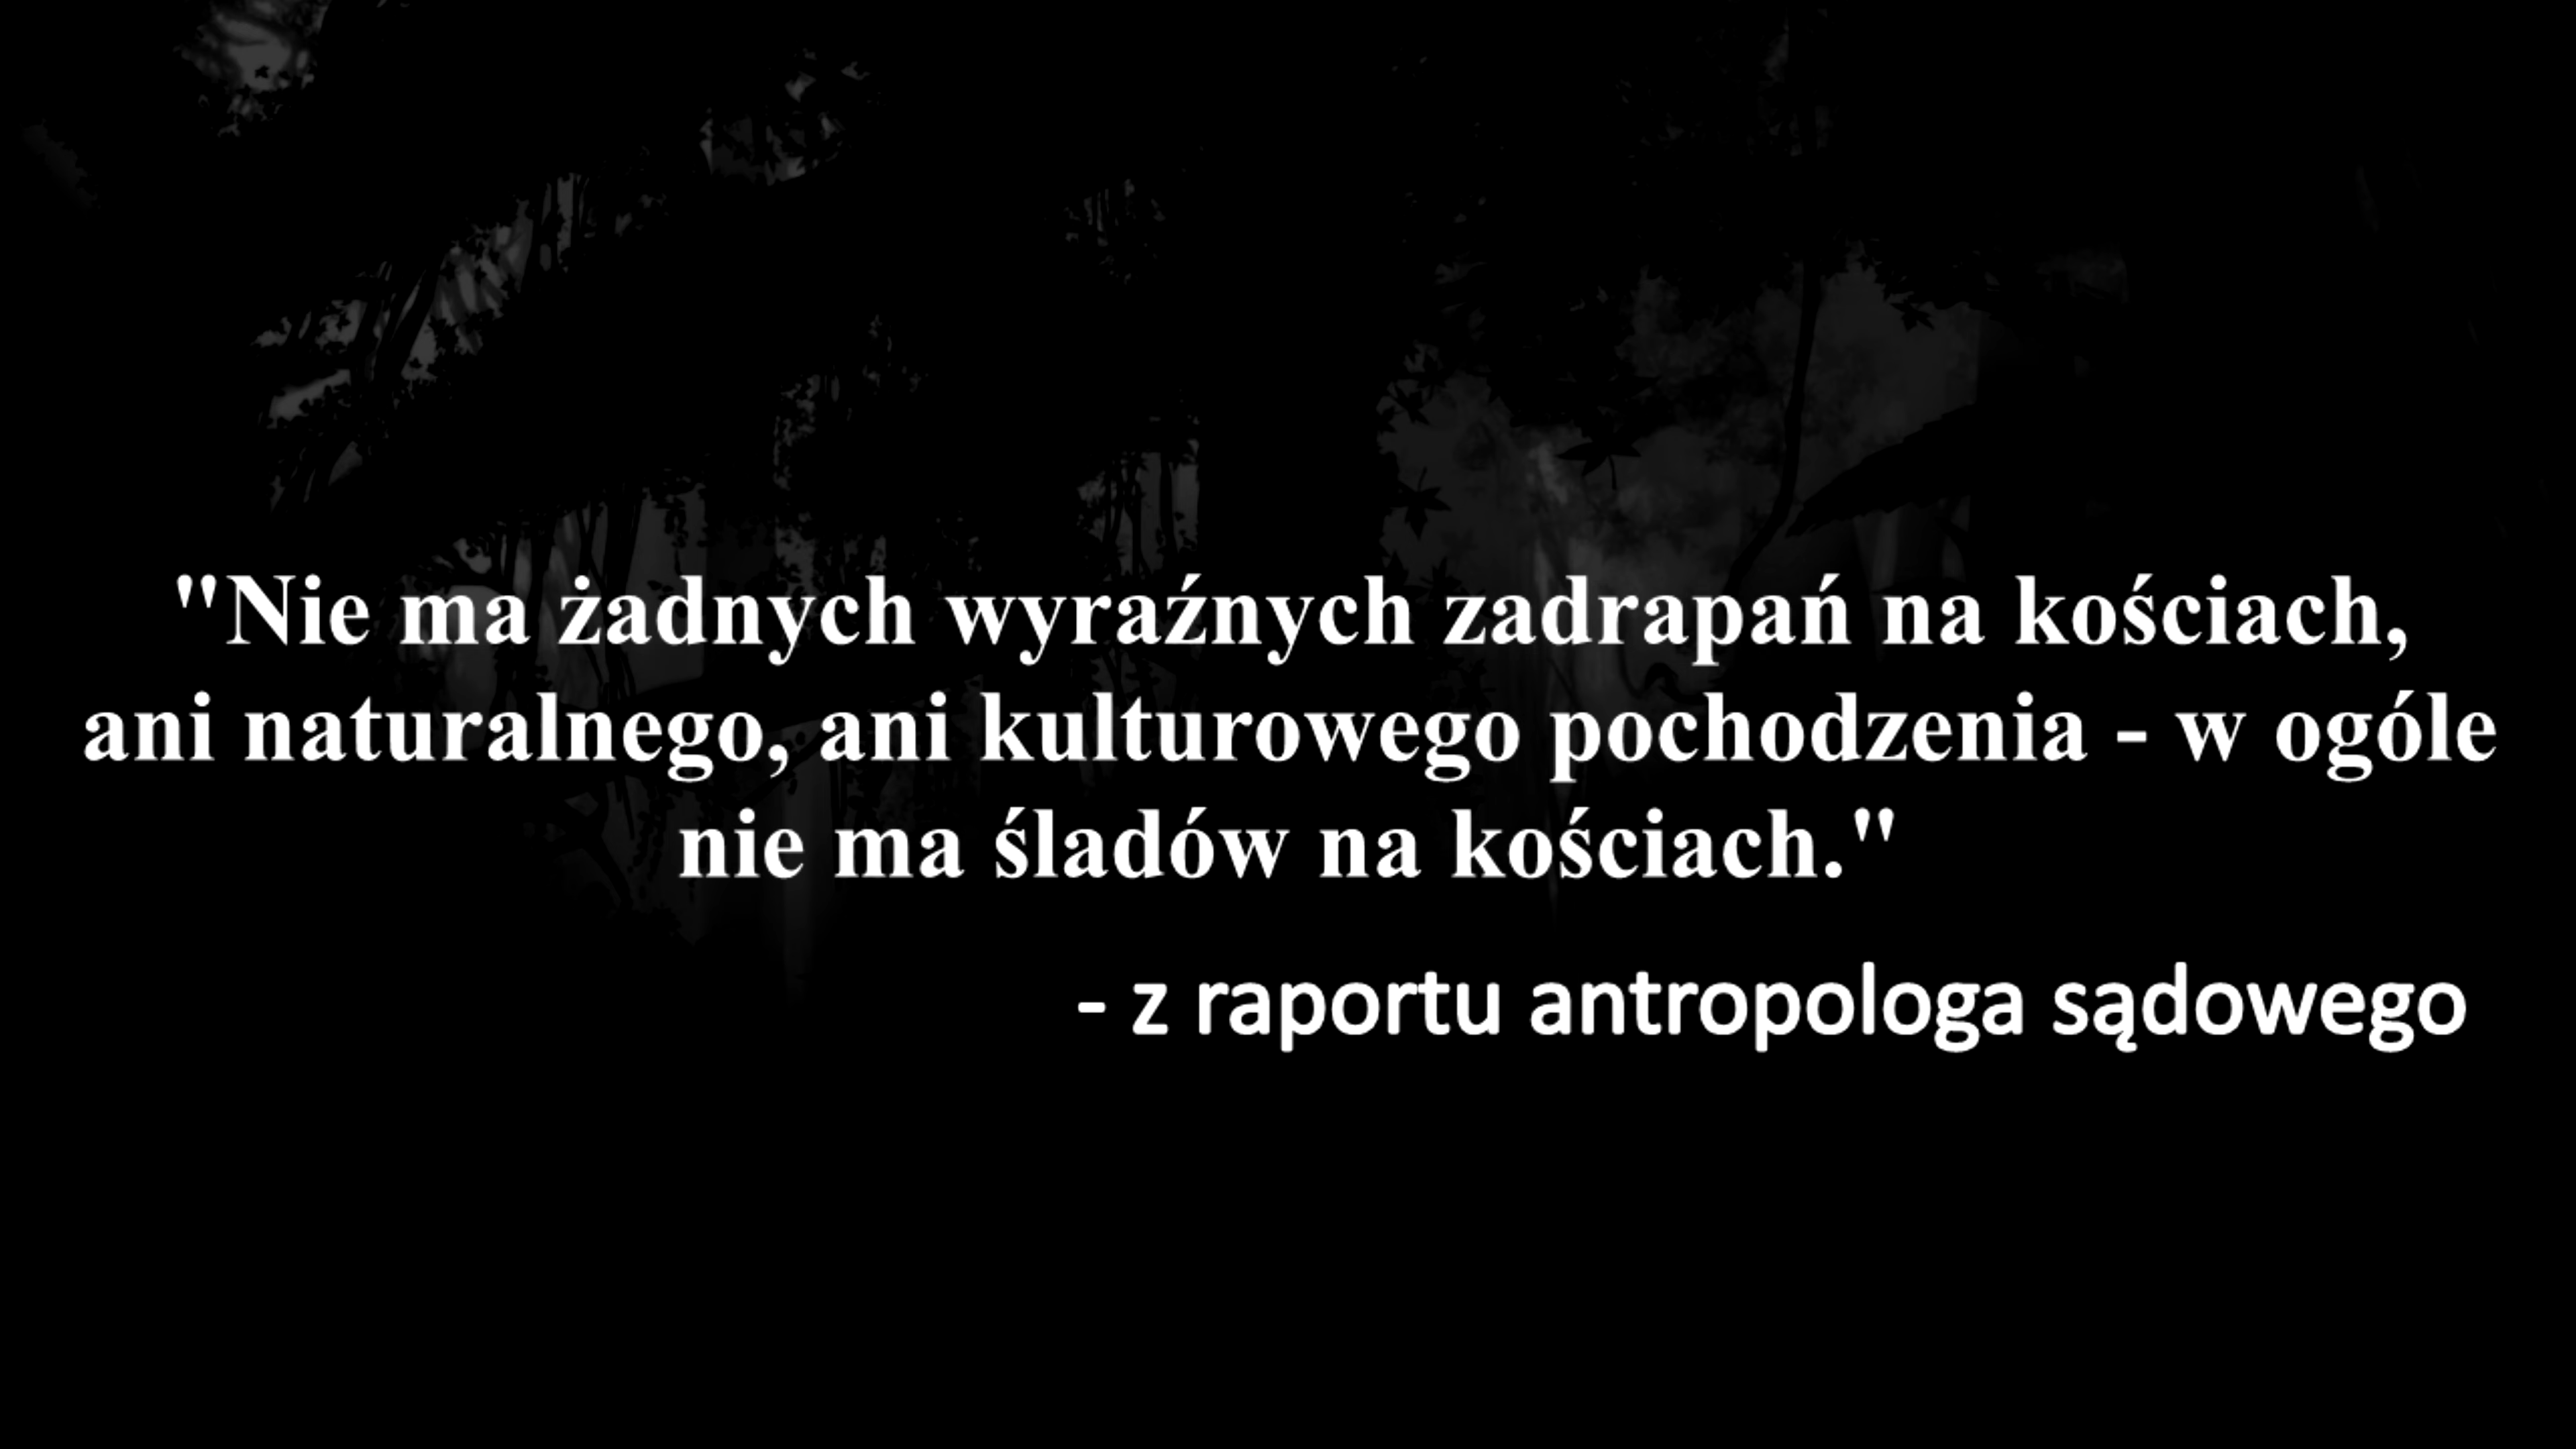 "Nie ma żadnych wyraźnych zadrapań na kościach,
ani naturalnego, ani kulturowego pochodzenia - w ogóle
nie ma śladów na kościach."
- z raportu antropologa sądowego